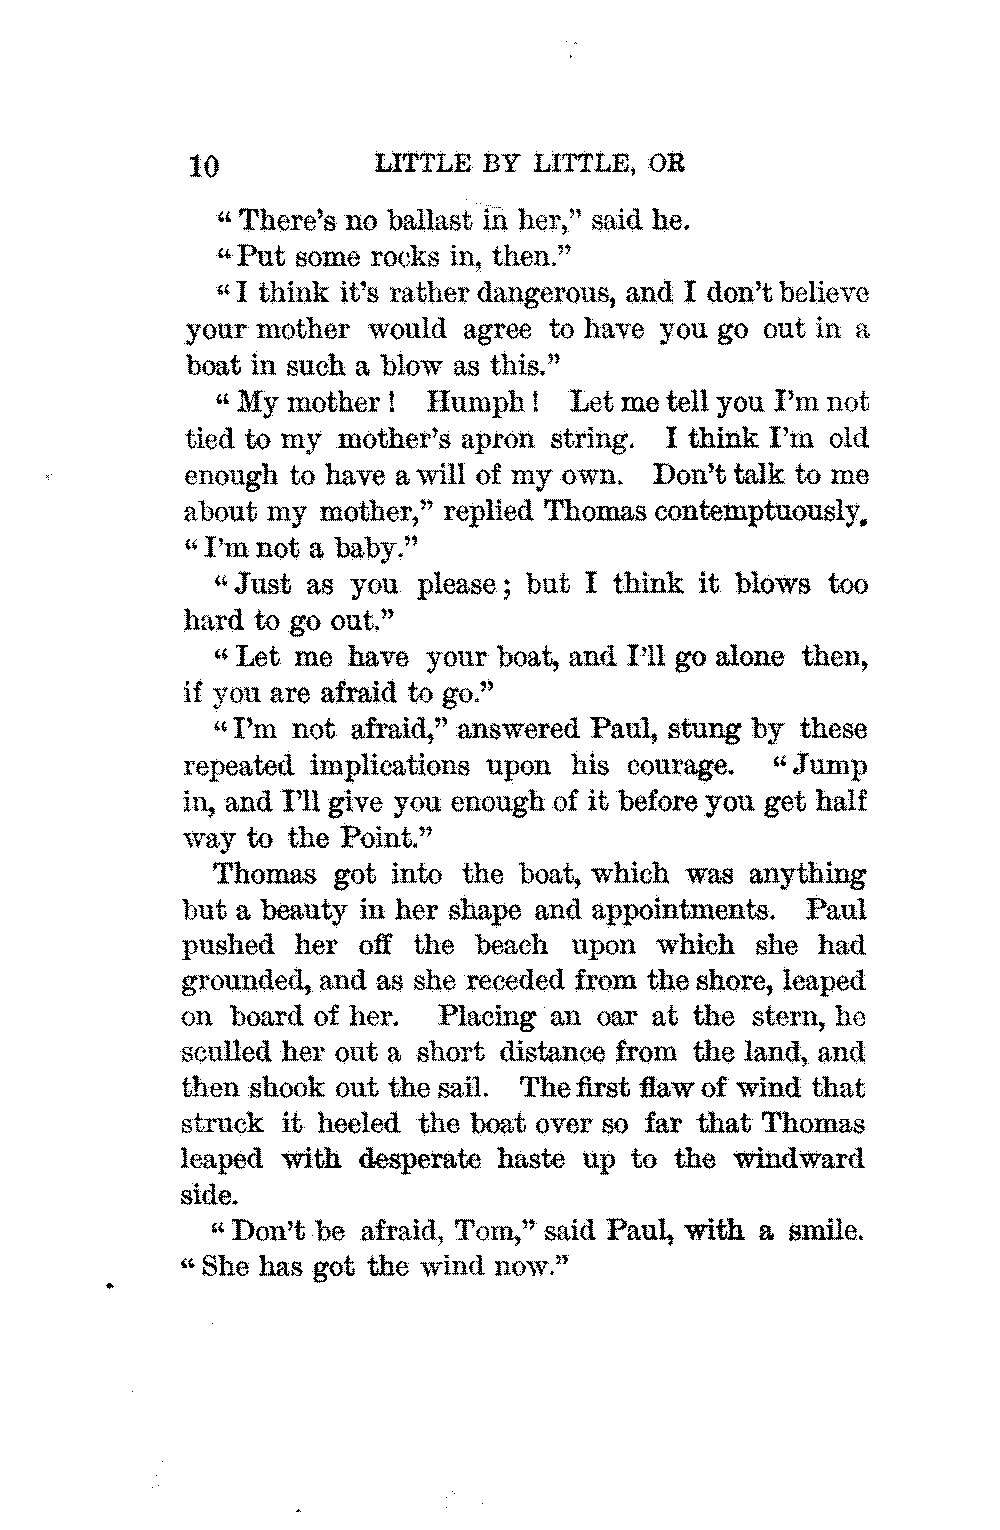 10 LITTLE BY LITTLE, OR
"There's no ballast in her," said he.
"Put some rocks in, then."
"I think it's rather dangerous, and I don't believe
your mother would agree to have you go out in a
boat in such a blow as this."
"My mother! Humph! Let me tell you I'm not
tied to my mother's apron string. I think I'm old
enough to have a will of my own. Don't talk to me
about my mother," replied Thomas contemptuously.
"I'm not a baby."
"Just as you please; but I think it blows too
hard to go out."
"Let me have your boat, and I'll go alone then,
if you are afraid to go."
"I'm not afraid," answered Paul, stung by these
repeated implications upon his courage. "Jump
in, and I'll give you enough of it before you get half
way to the Point."
Thomas got into the boat, which was anything
but a beauty in her shape and appointments. Paul
pushed her off the beach upon which she had
grounded, and as she receded from the shore, leaped
on board of her. Placing an oar at the stern, he
sculled her out a short distance from the land, and
then shook out the sail. The first flaw of wind that
struck it heeled the boat over so far that Thomas
leaped with desperate haste up to the windward
side.
"Don't be afraid, Tom," said Paul, with a smile.
"She has got the wind now."